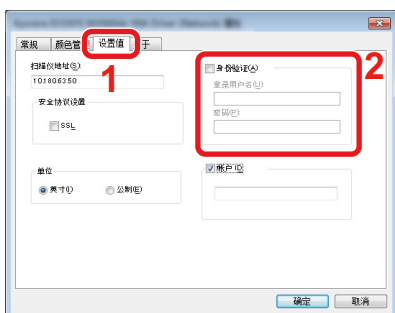 常规 颜色管 设置值 于
1
2
扫描仪地址(S):
10.180.63.50
安全协议设置
SSL
身份验证(A)
登录用户名(U):
密码(P):
单位
英寸(I) 公制(E)
帐户 ID
确定 取消